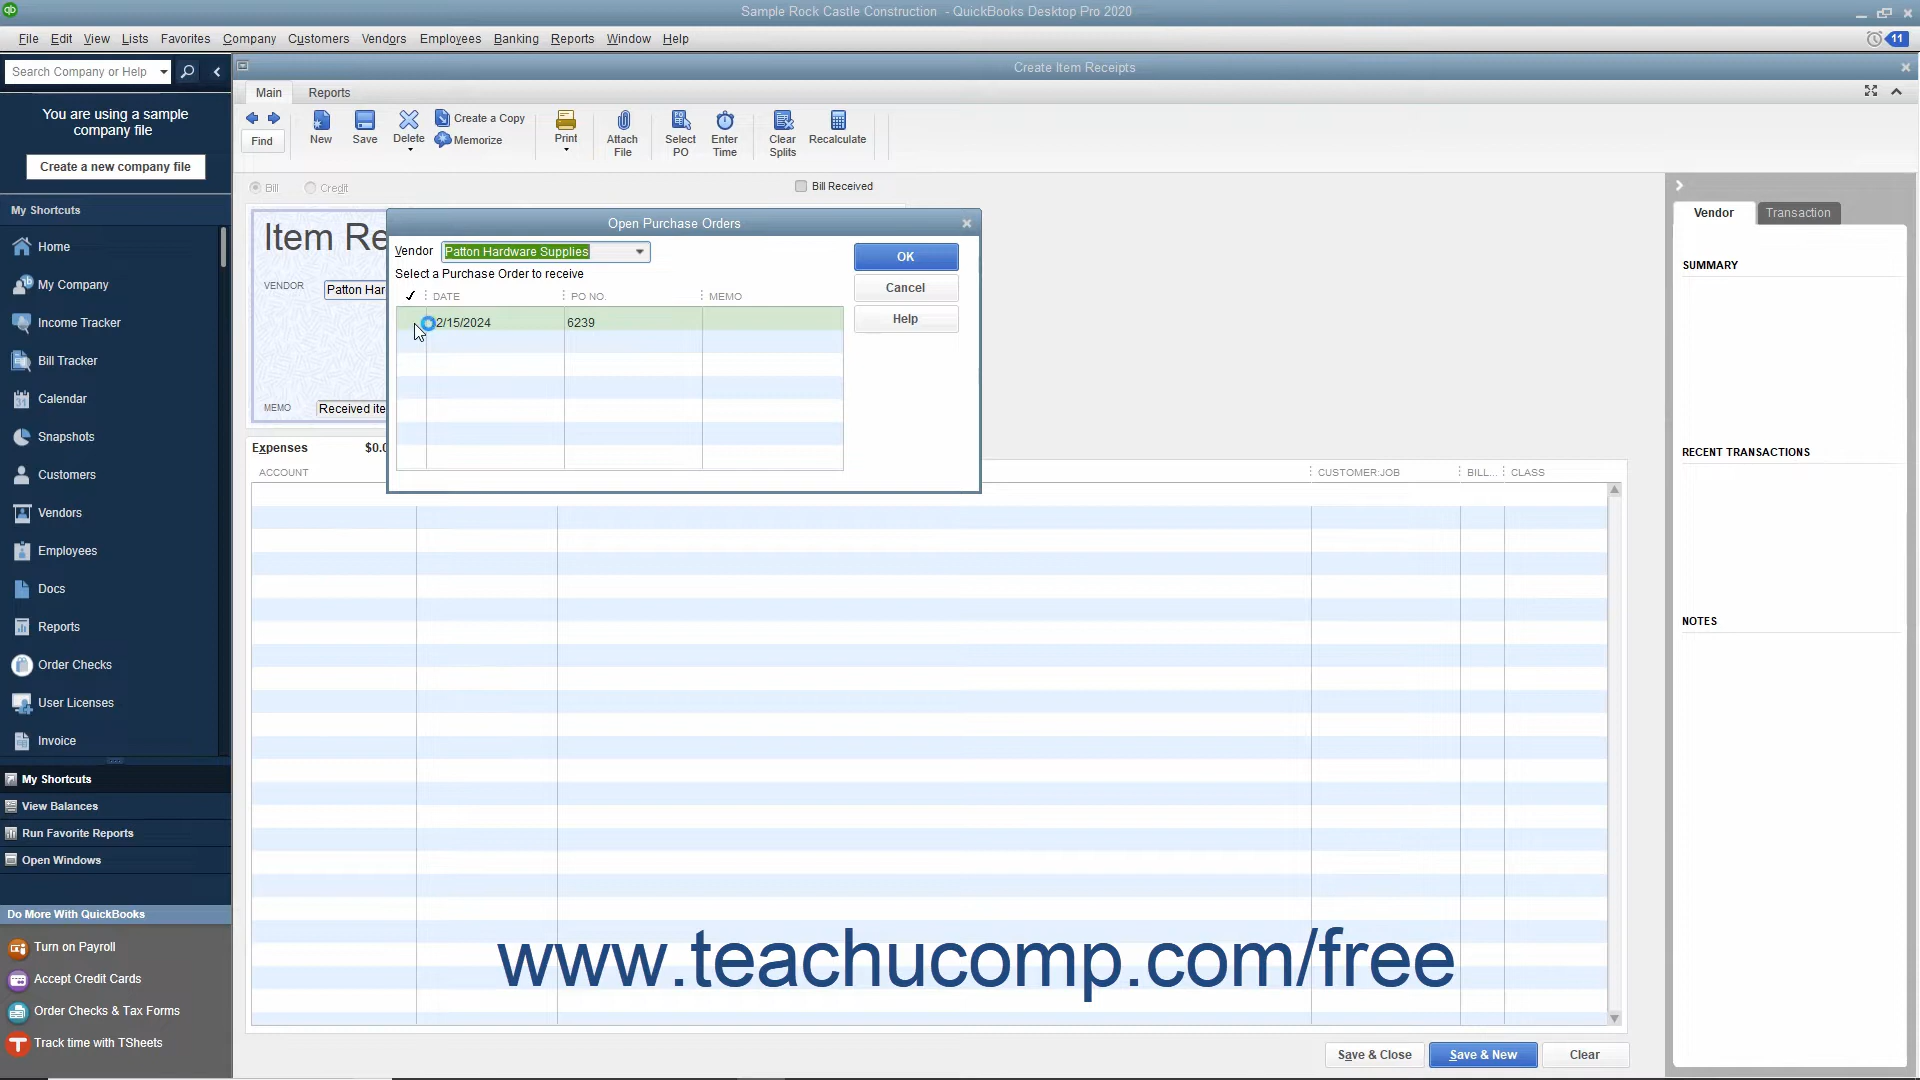 Sample Rock Castle Construction - QuickBooks Desktop Pro 2020
File Edit View Lists Favorites Company Customers Vendors Employees Banking Reports Window Help
11
Search Company or Help
Create Item Receipts
Main Reports
You are using a sample
company file
Create a new company file
Find
New
Save
Delete
Create a Copy
Memorize
Print
Attach
File
Select
PO
Enter
Time
Clear
Splits
Recalculate
Bill Credit
Bill Received
My Shortcuts
Home
My Company
Income Tracker
Bill Tracker
Calendar
Snapshots
Customers
Vendors
Employees
Docs
Reports
Order Checks
User Licenses
Invoice
My Shortcuts
View Balances
Run Favorite Reports
Open Windows
Do More With QuickBooks
Turn on Payroll
Accept Credit Cards
Order Checks & Tax Forms
Track time with TSheets
Item Re
VENDOR Patton Har
MEMO Received ite
Expenses $0.0
ACCOUNT
CUSTOMER:JOB BILL... CLASS
Open Purchase Orders
Vendor Patton Hardware Supplies
Select a Purchase Order to receive
DATE PO NO. MEMO
2/15/2024 6239
OK
Cancel
Help
Vendor Transaction
SUMMARY
RECENT TRANSACTIONS
NOTES
www.teachucomp.com/free
Save & Close Save & New Clear